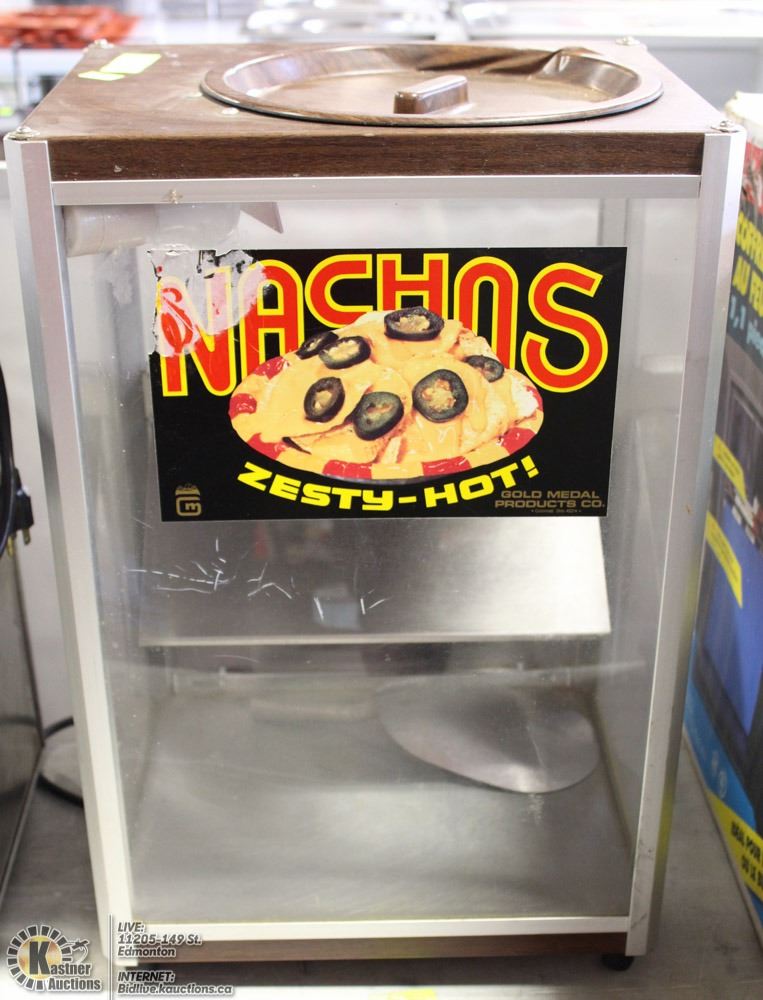 NACHOS
ZESTY-HOT!
GOLD MEDAL
PRODUCTS CO.
LIVE:
11205-149 St.
Edmonton
INTERNET:
Bidlive.kauctions.ca
Kastner
Auctions